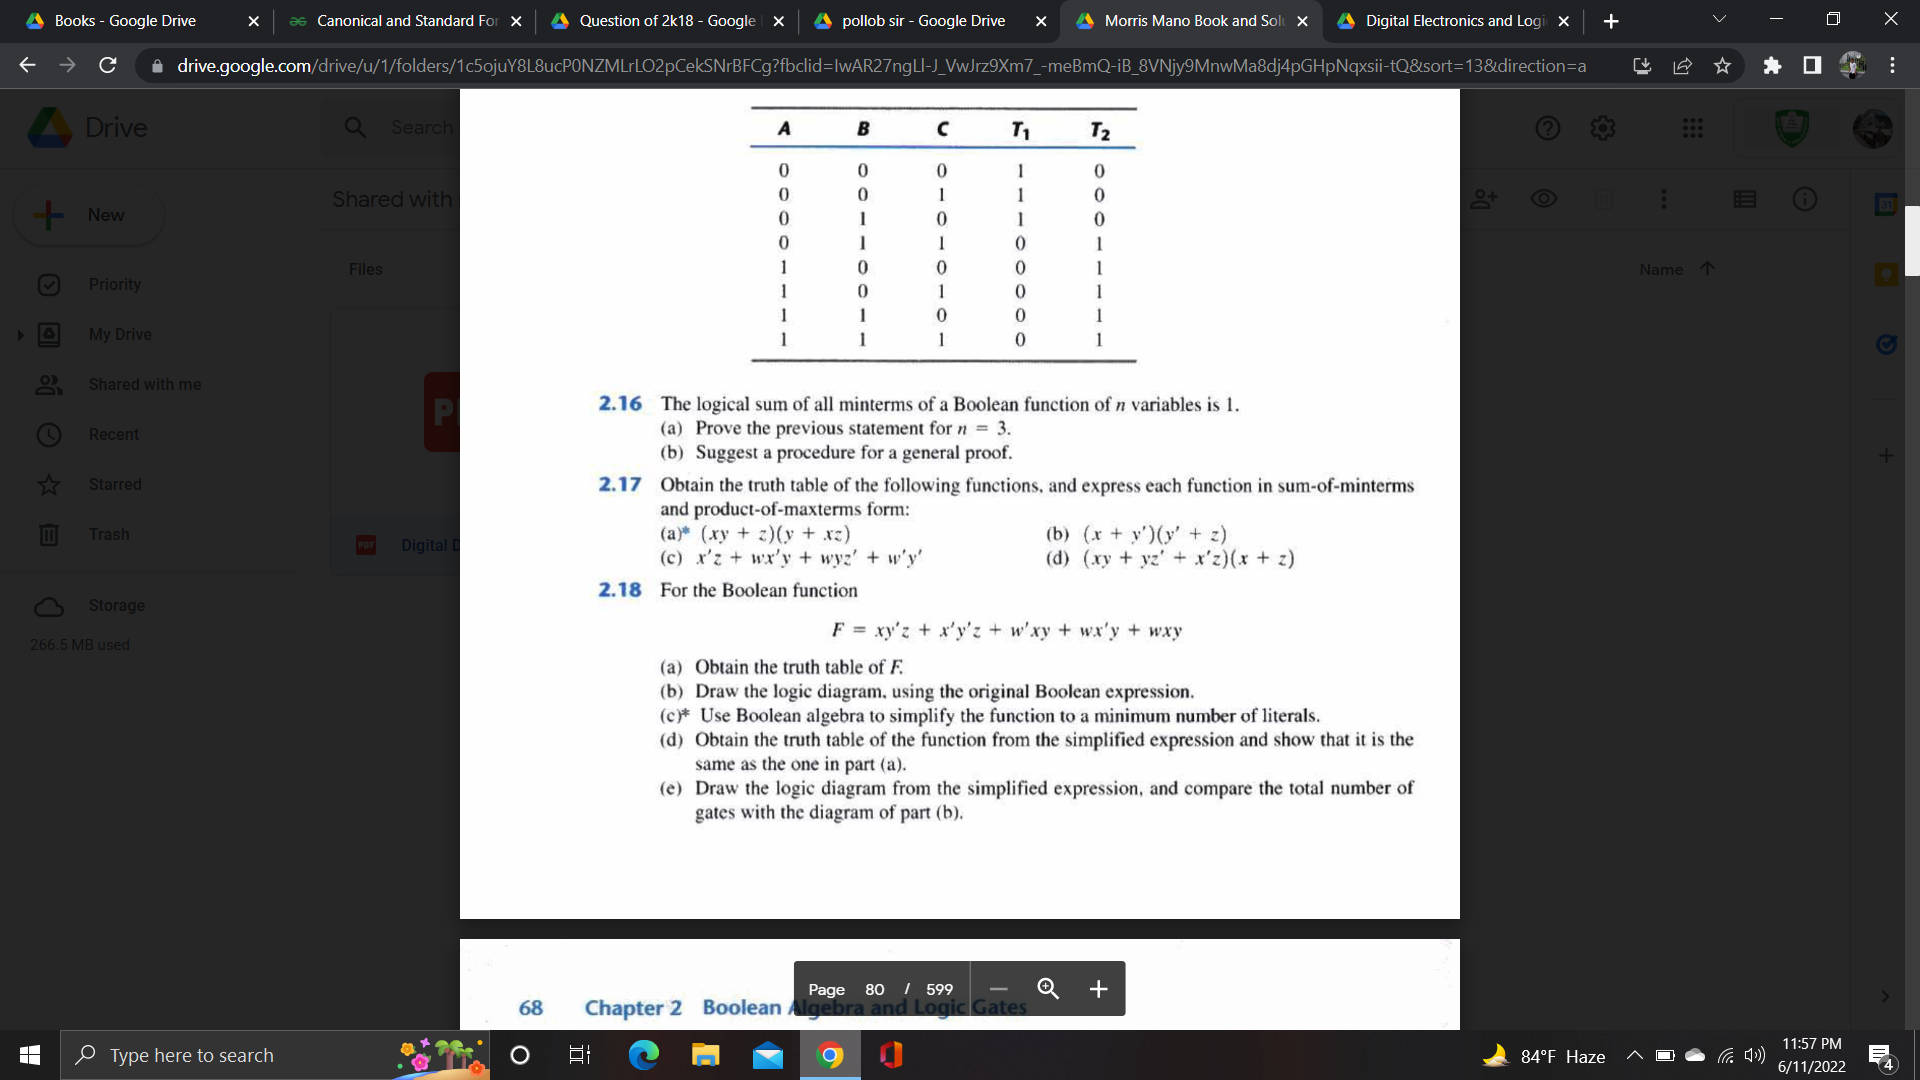 Books - Google Drive
Canonical and Standard For
Question of 2k18 - Google
pollob sir - Google Drive
Morris Mano Book and Sol
Digital Electronics and Logi
drive.google.com/drive/u/1/folders/1c5ojuY8L8ucP0NZMLrLO2pCekSNrBFCg?fbclid=IwAR27ngLl-J_VwJrz9Xm7_-meBmQ-iB_8VNjy9MnwMa8dj4pGHpNqxsii-tQ&sort=13&direction=a
Drive
Search
New
Shared with
Priority
My Drive
Shared with me
Recent
Starred
Trash
Storage
266.5 MB used
Files
Name
PDF Digital D
A B C T₁ T₂
0 0 0 1 0
0 0 1 1 0
0 1 0 1 0
0 1 1 0 1
1 0 0 0 1
1 0 1 0 1
1 1 0 0 1
1 1 1 0 1
2.16 The logical sum of all minterms of a Boolean function of n variables is 1.
(a) Prove the previous statement for n = 3.
(b) Suggest a procedure for a general proof.
2.17 Obtain the truth table of the following functions, and express each function in sum-of-minterms
and product-of-maxterms form:
(a)* (xy + z)(y + xz) (b) (x + y')(y' + z)
(c) x'z + wx'y + wyz' + w'y' (d) (xy + yz' + x'z)(x + z)
2.18 For the Boolean function
F = xy'z + x'y'z + w'xy + wx'y + wxy
(a) Obtain the truth table of F.
(b) Draw the logic diagram, using the original Boolean expression.
(c)* Use Boolean algebra to simplify the function to a minimum number of literals.
(d) Obtain the truth table of the function from the simplified expression and show that it is the
same as the one in part (a).
(e) Draw the logic diagram from the simplified expression, and compare the total number of
gates with the diagram of part (b).
Page 80 / 599
68 Chapter 2 Boolean Algebra and Logic Gates
Type here to search
84°F Haze
11:57 PM
6/11/2022
4